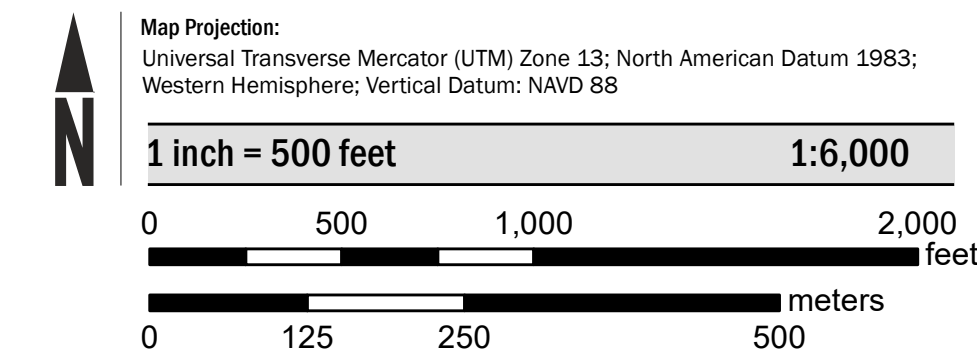 Map Projection:
Universal Transverse Mercator (UTM) Zone 13; North American Datum 1983;
Western Hemisphere; Vertical Datum: NAVD 88
N
1 inch = 500 feet 1:6,000
0 500 1,000 2,000
feet
meters
0 125 250 500